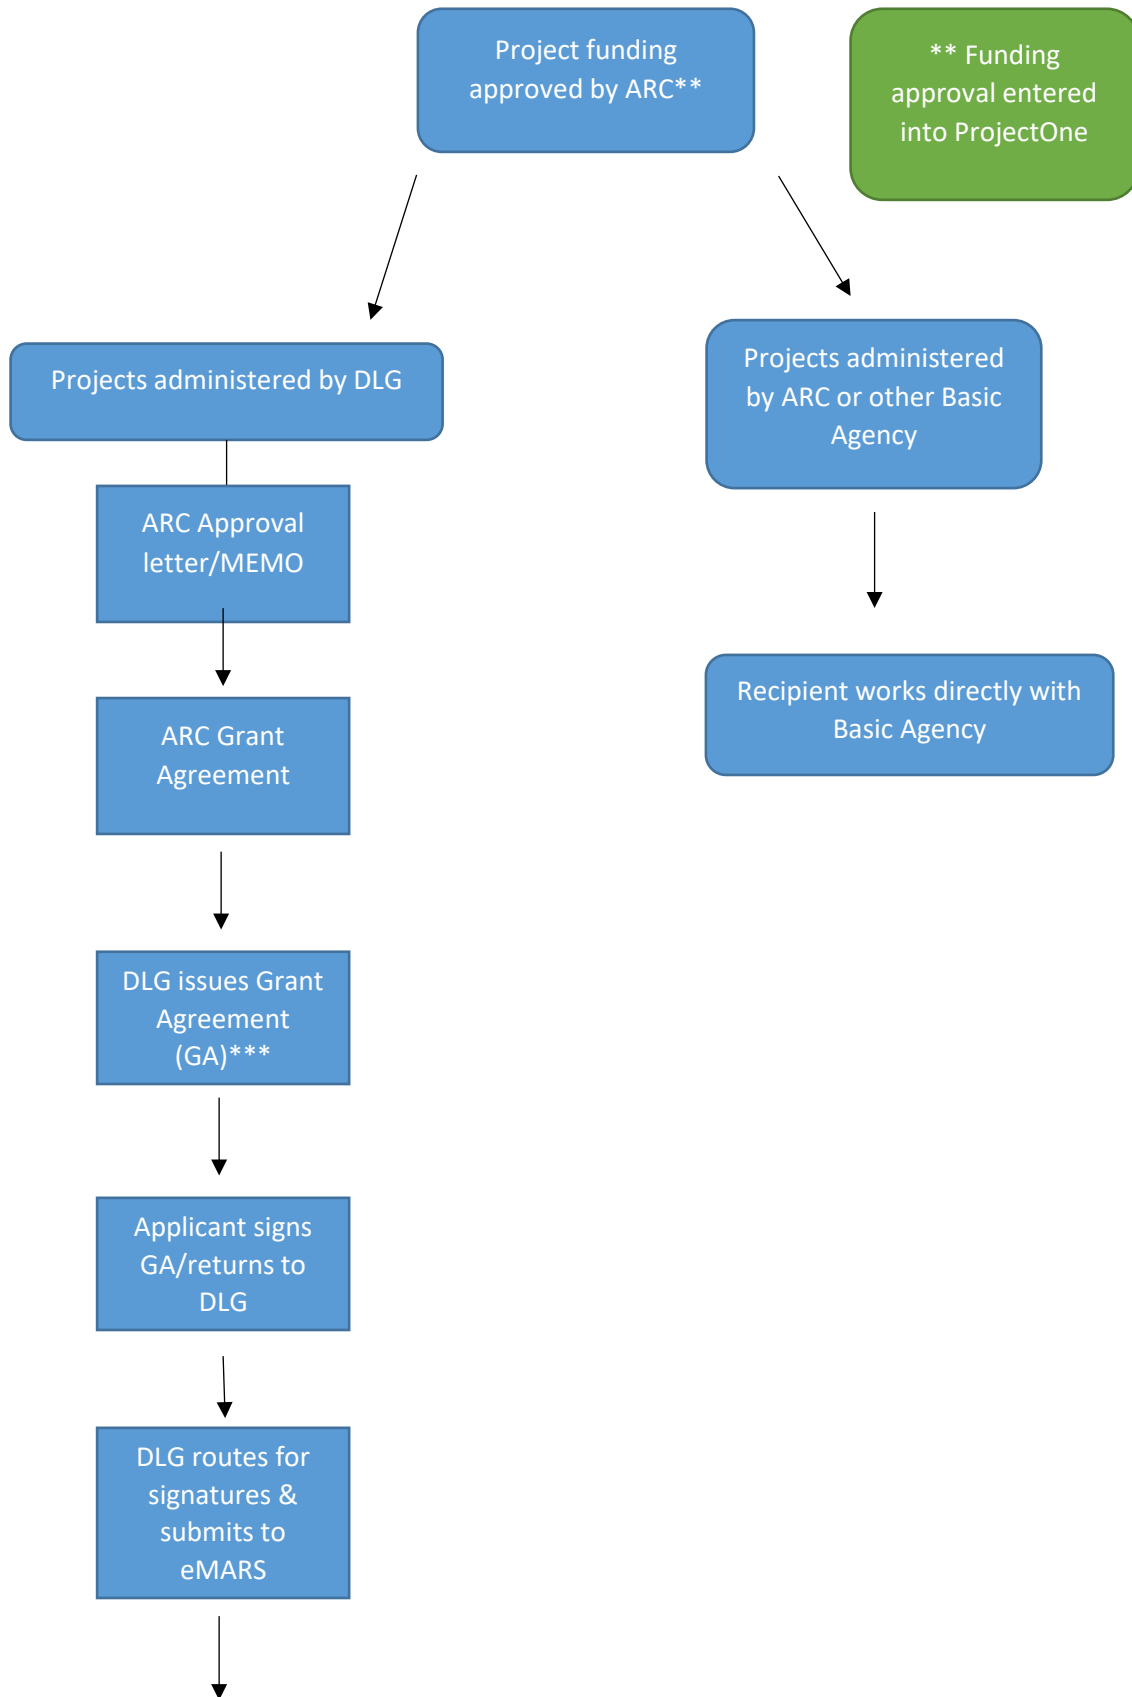 Project funding
approved by ARC**
** Funding
approval entered
into ProjectOne
Projects administered by DLG
Projects administered
by ARC or other Basic
Agency
ARC Approval
letter/MEMO
Recipient works directly with
Basic Agency
ARC Grant
Agreement
DLG issues Grant
Agreement
(GA)***
Applicant signs
GA/returns to
DLG
DLG routes for
signatures &
submits to
eMARS